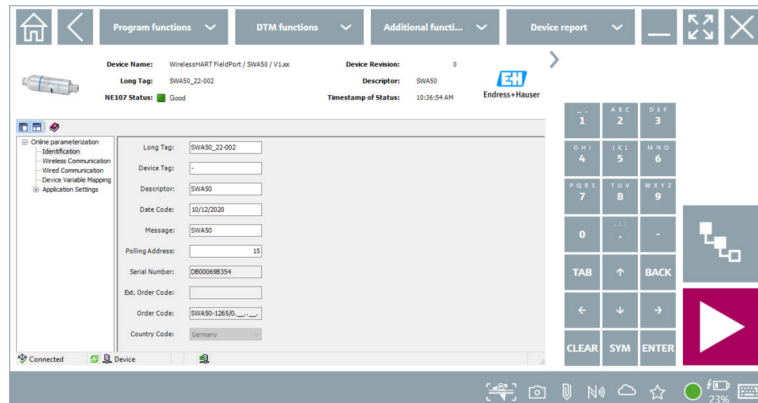 Program functions
DTM functions
Additional functi...
Device report
Device Name: WirelessHART FieldPort / SWA50 / V1.xx
Device Revision: 0
Long Tag: SWA50_22-002
Descriptor: SWA50
NE107 Status: Good
Timestamp of Status: 10:36:54 AM
EH
Endress+Hauser
Online parameterization
Identification
Wireless Communication
Wired Communication
Device Variable Mapping
Application Settings
Long Tag: SWA50_22-002
Device Tag: -
Descriptor: SWA50
Date Code: 10/12/2020
Message: SWA50
Polling Address: 15
Serial Number: DB00069B354
Ext. Order Code:
Order Code: SWA50-1265/0.__..__.
Country Code: Germany
Connected
Device
1
ABC 2
DEF 3
GHI 4
JKL 5
MNO 6
PQRS 7
TUV 8
WXYZ 9
0
.
-
TAB
↑
BACK
←
↓
→
CLEAR
SYM
ENTER
23%